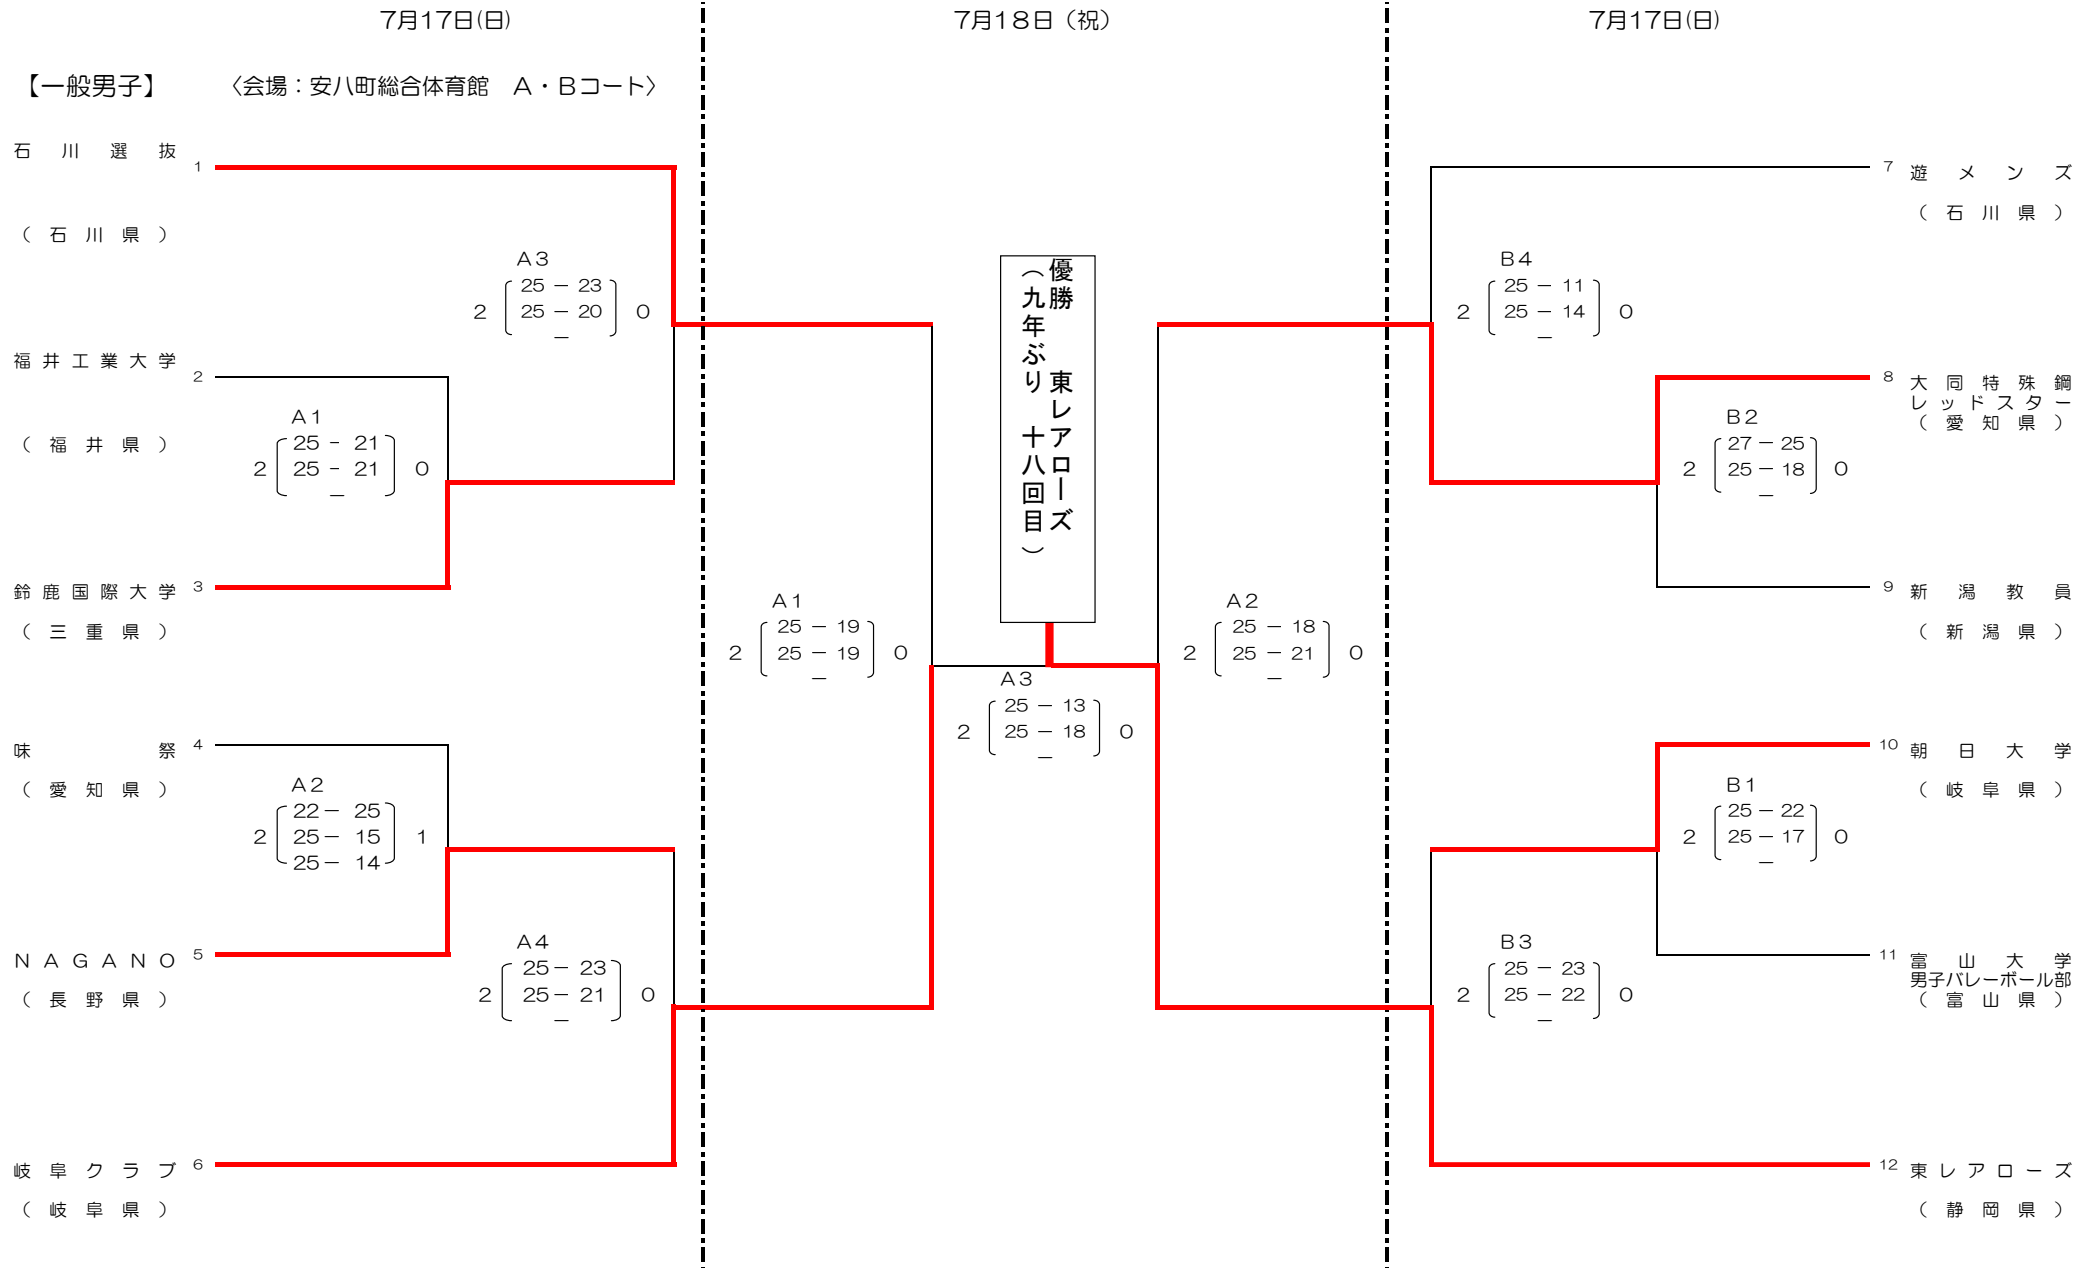 7月17日(日)
7月18日（祝）
7月17日(日)
【一般男子】 〈会場：安八町総合体育館 A・Bコート〉
石川選抜 1
（石川県）
A3
25 － 23
2 25 － 20 0
－
福井工業大学 2
（福井県）
A1
25 - 21
2 25 - 21 0
－
鈴鹿国際大学 3
（三重県）
味祭 4
（愛知県）
A2
22－ 25
2 25－ 15 1
25－ 14
NAGANO 5
（長野県）
A4
25－ 23
2 25－ 21 0
－
岐阜クラブ 6
（岐阜県）
A1
25 － 19
2 25 － 19 0
－
優勝 東レアローズ
（九年ぶり 十八回目）
A3
25 － 13
2 25 － 18 0
－
A2
25 － 18
2 25 － 21 0
－
7 遊メンズ
（石川県）
B4
25－ 11
2 25－ 14 0
－
8 大同特殊鋼
レッドスター
（愛知県）
B2
27－25
2 25－18 0
－
9 新潟教員
（新潟県）
10 朝日大学
（岐阜県）
B1
25－22
2 25－17 0
－
11 富山大学
男子バレーボール部
（富山県）
B3
25－ 23
2 25－ 22 0
－
12 東レアローズ
（静岡県）